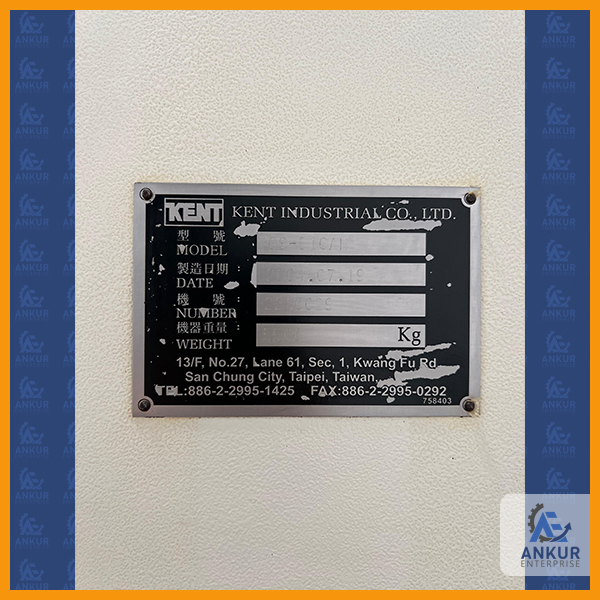 KENT KENT INDUSTRIAL CO., LTD.
型 號
MODEL
製造日期:
DATE
機 號:
NUMBER
機器重量:
WEIGHT Kg
13/F, No.27, Lane 61, Sec, 1, Kwang Fu Rd
San Chung City, Taipei, Taiwan,
TEL:886-2-2995-1425 FAX:886-2-2995-0292
758403
ANKUR
ENTERPRISE